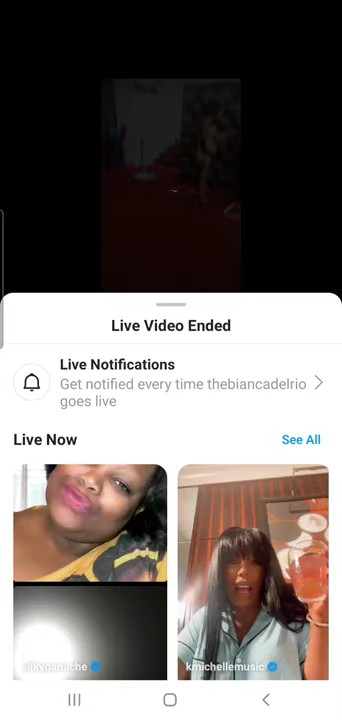 Live Video Ended
Live Notifications
Get notified every time thebiancadelrio
goes live
Live Now
See All
kmichellemusic